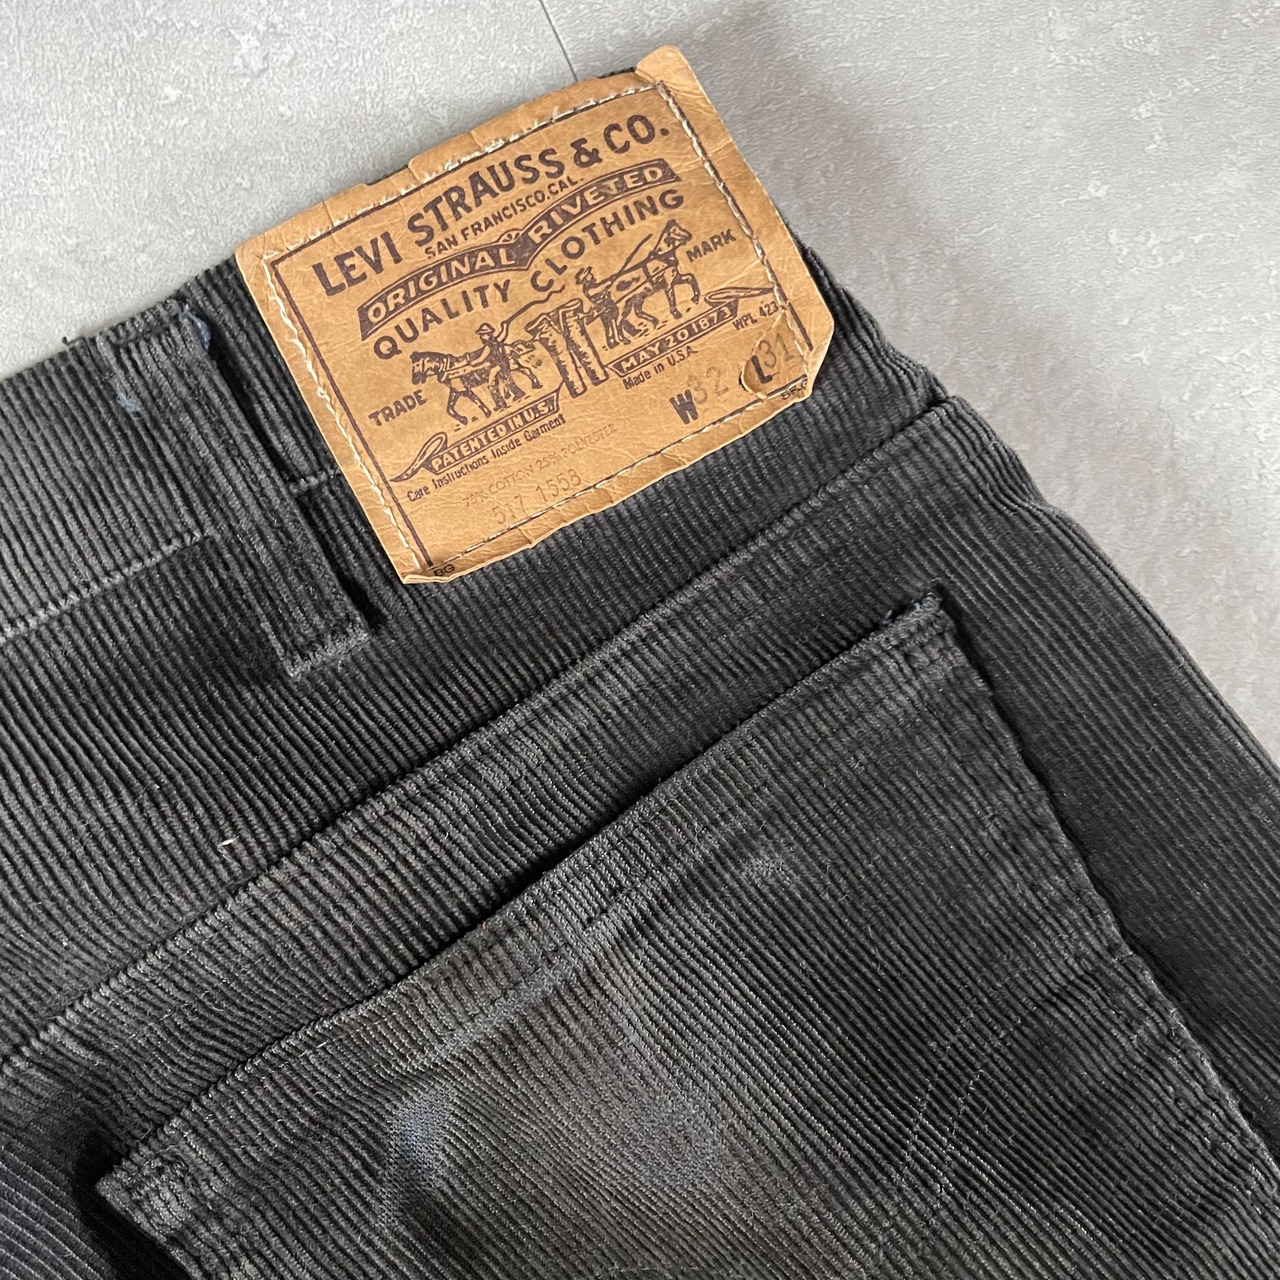 LEVI STRAUSS & CO.
SAN FRANCISCO, CAL.
ORIGINAL RIVETED
QUALITY CLOTHING
TRADE MARK
PATENTED IN U.S. MAY 20 1873
WPL 423
Made in U.S.A.
Care Instructions Inside Garment
W32 L31
75% COTTON 25% POLYESTER
517 1558